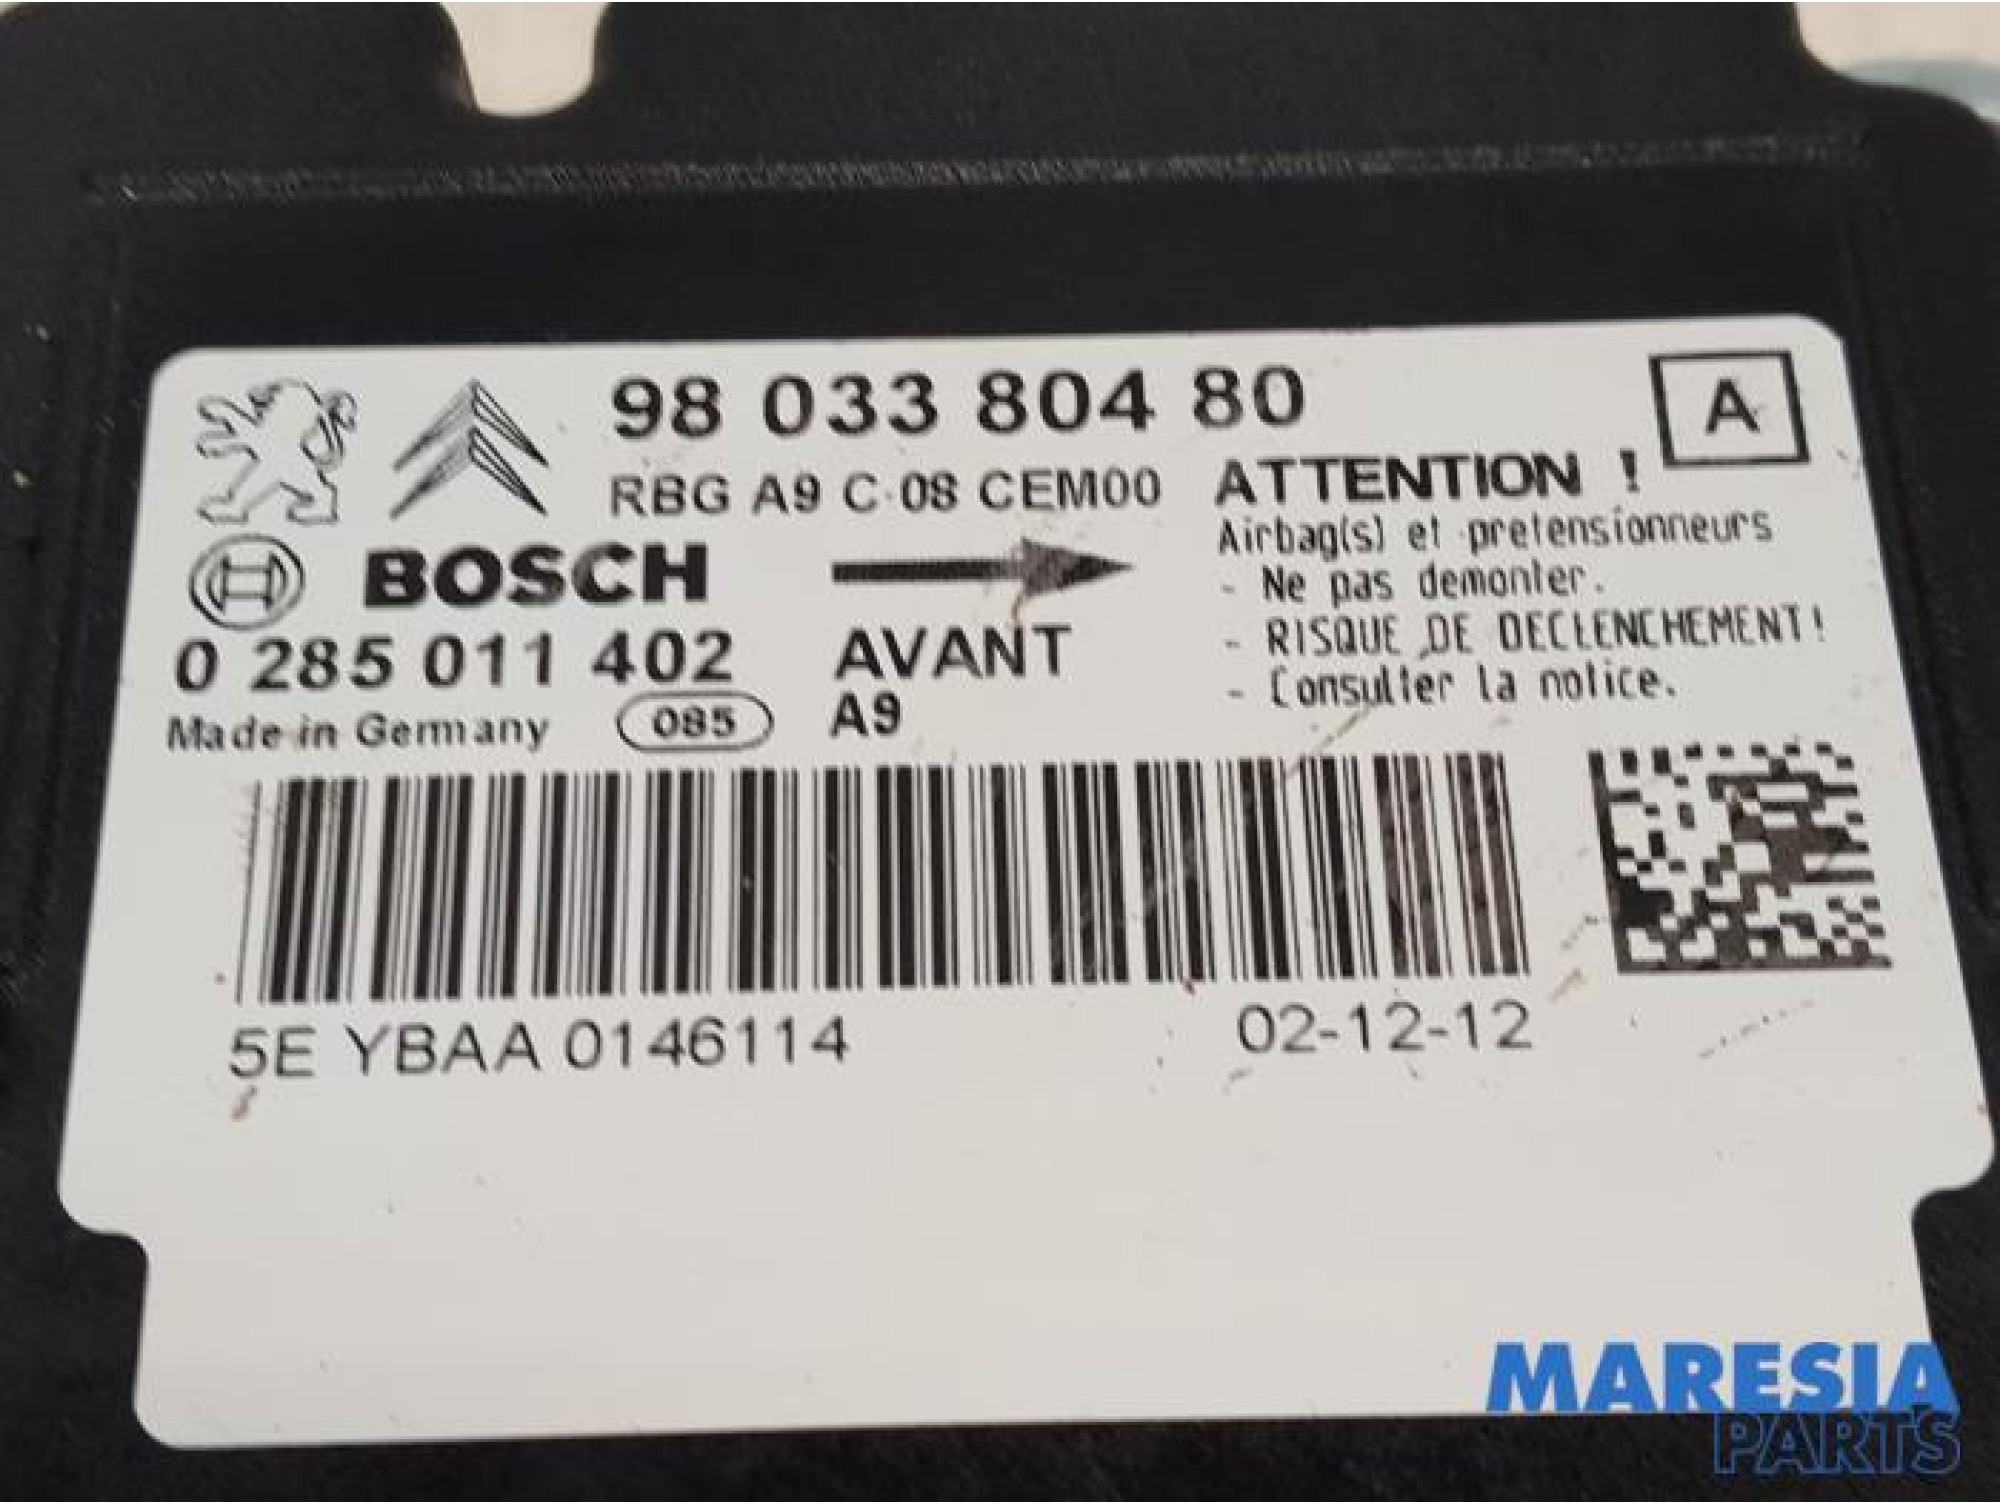 98 033 804 80
A
RBG A9 C-08 CEM00
ATTENTION !
Airbag(s) et pretensionneurs
- Ne pas demonter.
- RISQUE DE DECLENCHEMENT!
- Consulter la notice.
BOSCH
0 285 011 402
AVANT
Made in Germany
085
A9
5E YBAA 0146114
02-12-12
MARESIA
PARTS